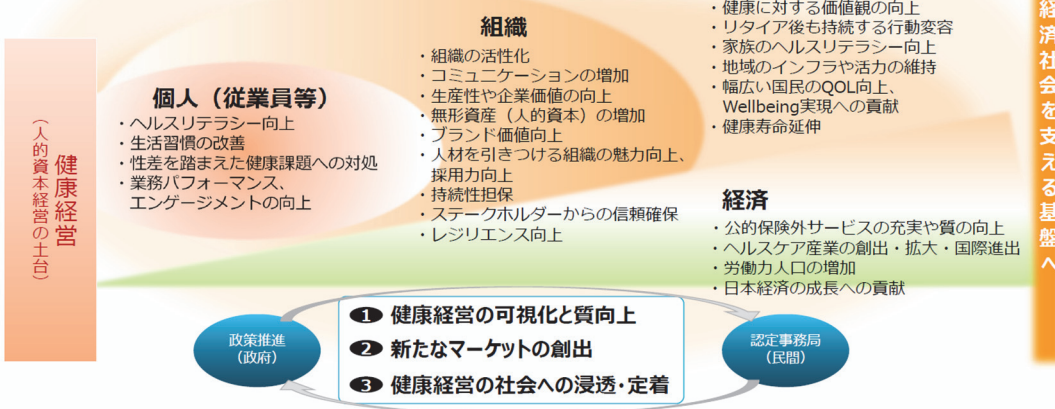 健康経営
（人的資本経営の土台）
個人（従業員等）
・ヘルスリテラシー向上
・生活習慣の改善
・性差を踏まえた健康課題への対処
・業務パフォーマンス、
エンゲージメントの向上
組織
・組織の活性化
・コミュニケーションの増加
・生産性や企業価値の向上
・無形資産（人的資本）の増加
・ブランド価値向上
・人材を引きつける組織の魅力向上、
採用力向上
・持続性担保
・ステークホルダーからの信頼確保
・レジリエンス向上
・健康に対する価値観の向上
・リタイア後も持続する行動変容
・家族のヘルスリテラシー向上
・地域のインフラや活力の維持
・幅広い国民のQOL向上、
Wellbeing実現への貢献
・健康寿命延伸
経済
・公的保険外サービスの充実や質の向上
・ヘルスケア産業の創出・拡大・国際進出
・労働力人口の増加
・日本経済の成長への貢献
経済社会を支える基盤へ
政策推進
（政府）
❶ 健康経営の可視化と質向上
❷ 新たなマーケットの創出
❸ 健康経営の社会への浸透・定着
認定事務局
（民間）